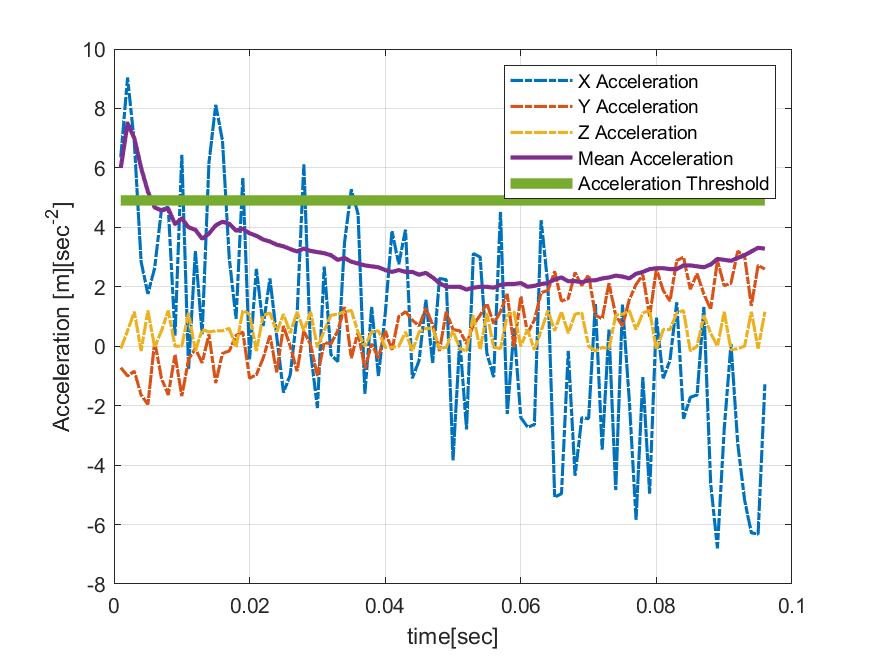 10
8
6
4
2
0
-2
-4
-6
-8
0
0.02
0.04
0.06
0.08
0.1
Acceleration [m][sec^-2]
time[sec]
X Acceleration
Y Acceleration
Z Acceleration
Mean Acceleration
Acceleration Threshold